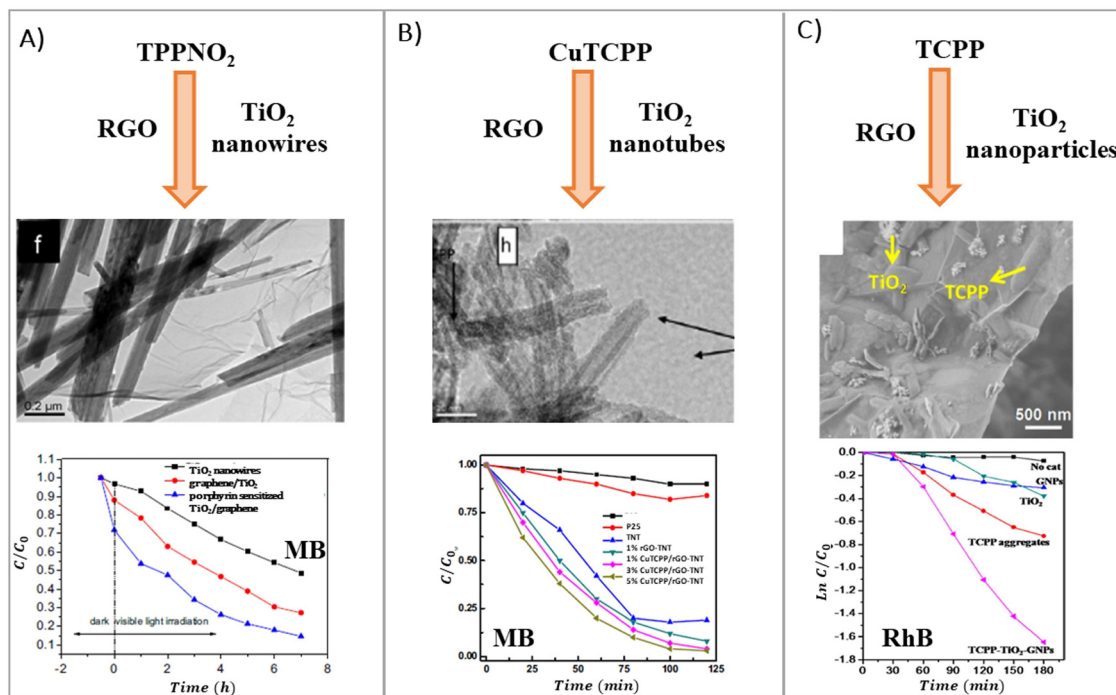 A)
TPPNO₂
RGO
TiO₂
nanowires
f
0.2 μm
1.0
0.9
0.8
0.7
0.6
0.5
0.4
0.3
0.2
0.1
C/C₀
TiO₂ nanowires
graphene/TiO₂
porphyrin sensitized
TiO₂/graphene
MB
dark visible light irradiation
-2 0 2 4 6 8
Time (h)
B)
CuTCPP
RGO
TiO₂
nanotubes
h
1.00
0.75
0.50
0.25
0.00
C/C₀
P25
TNT
1% rGO-TNT
1% CuTCPP/rGO-TNT
3% CuTCPP/rGO-TNT
5% CuTCPP/rGO-TNT
MB
0 25 50 75 100 125
Time (min)
C)
TCPP
RGO
TiO₂
nanoparticles
TiO₂
TCPP
500 nm
0.0
-0.2
-0.4
-0.6
-0.8
-1.0
-1.2
-1.4
-1.6
-1.8
Ln C/C₀
No cat
GNPs
TiO₂
TCPP aggregates
RhB
TCPP-TiO₂-GNPs
0 30 60 90 120 150 180
Time (min)